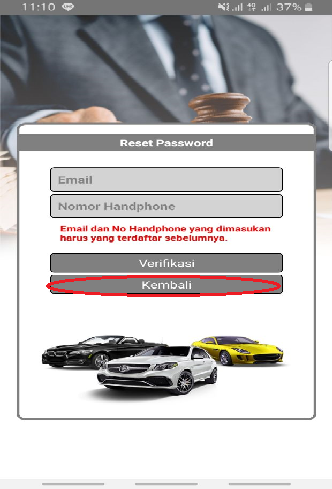 11:10
37%
Reset Password
Email
Nomor Handphone
Email dan No Handphone yang dimasukan
harus yang terdaftar sebelumnya.
Verifikasi
Kembali